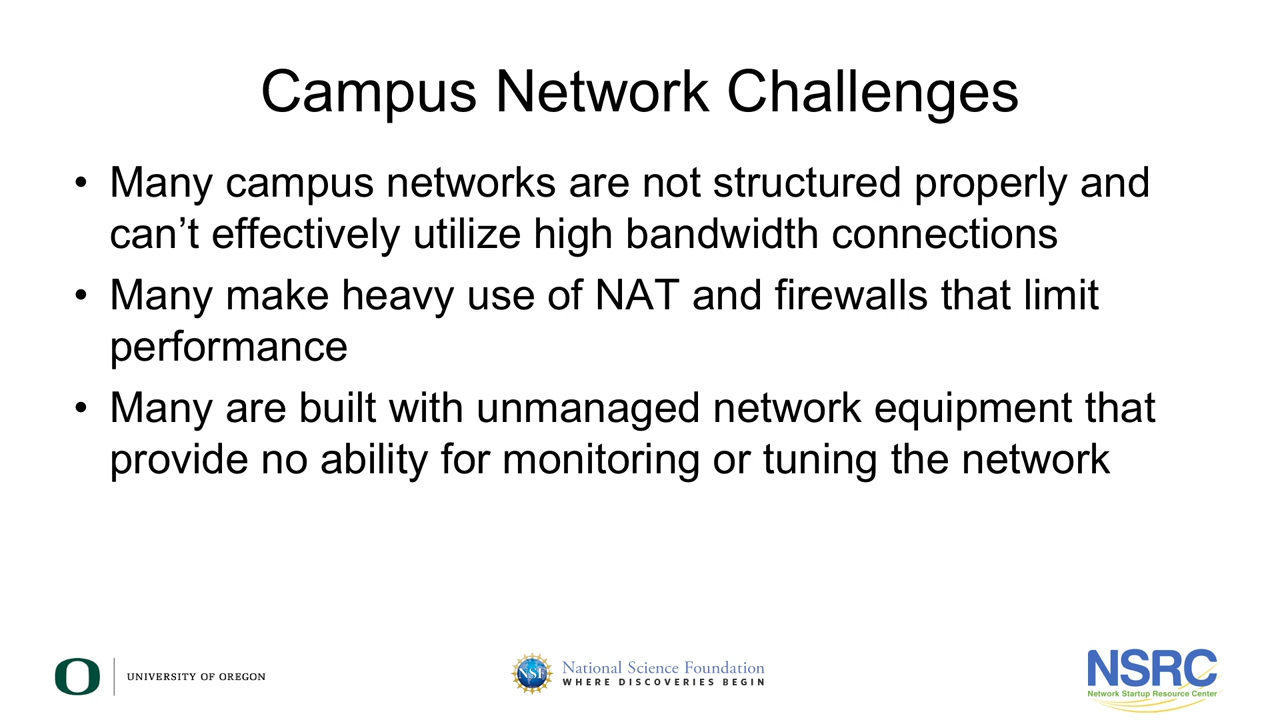 Campus Network Challenges
• Many campus networks are not structured properly and
can’t effectively utilize high bandwidth connections
• Many make heavy use of NAT and firewalls that limit
performance
• Many are built with unmanaged network equipment that
provide no ability for monitoring or tuning the network
O
UNIVERSITY OF OREGON
NSF
National Science Foundation
WHERE DISCOVERIES BEGIN
NSRC
Network Startup Resource Center